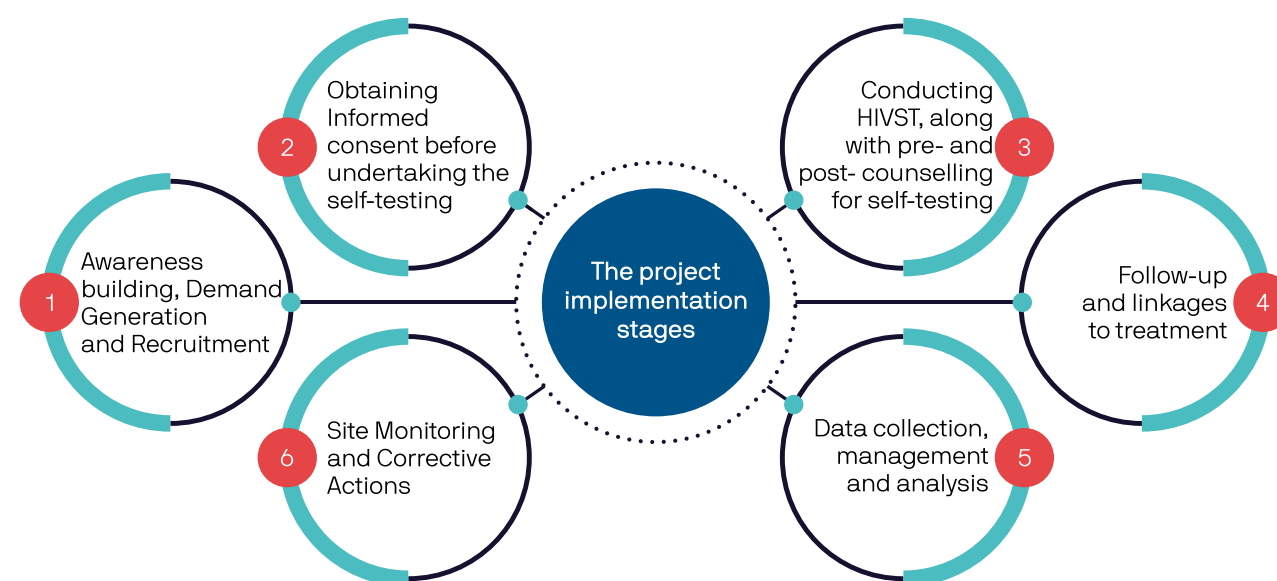 The project
implementation
stages
1
Awareness
building, Demand
Generation
and Recruitment
2
Obtaining
Informed
consent before
undertaking the
self-testing
3
Conducting
HIVST, along
with pre- and
post- counselling
for self-testing
4
Follow-up
and linkages
to treatment
5
Data collection,
management
and analysis
6
Site Monitoring
and Corrective
Actions